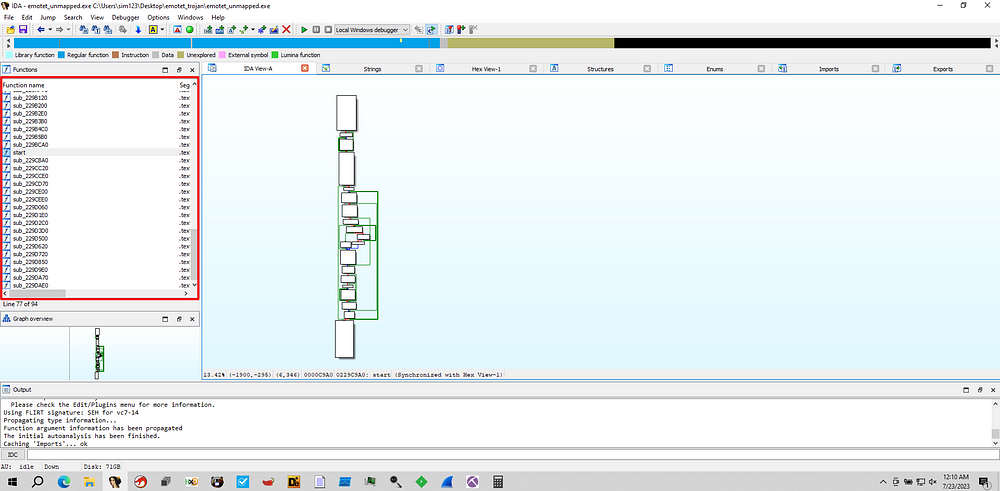 IDA - emotet_unmapped.exe C:\Users\sim123\Desktop\emotet_trojan\emotet_unmapped.exe
File Edit Jump Search View Debugger Options Windows Help
Local Windows debugger
Library function Regular function Instruction Data Unexplored External symbol Lumina function
Functions
IDA View-A Strings Hex View-1 Structures Enums Imports Exports
Function name Seg
sub_229B120 .tex
sub_229B200 .tex
sub_229B2E0 .tex
sub_229B3B0 .tex
sub_229B4C0 .tex
sub_229B5B0 .tex
sub_229BCA0 .tex
start .tex
sub_229CBA0 .tex
sub_229CC20 .tex
sub_229CCE0 .tex
sub_229CD70 .tex
sub_229CE00 .tex
sub_229CEE0 .tex
sub_229D060 .tex
sub_229D1E0 .tex
sub_229D2C0 .tex
sub_229D3D0 .tex
sub_229D500 .tex
sub_229D620 .tex
sub_229D720 .tex
sub_229D850 .tex
sub_229D9E0 .tex
sub_229DA70 .tex
sub_229DAE0 .tex
Line 77 of 94
Graph overview
13.42% (-1900,-295) (6,346) 0000C9A0 0229C9A0: start (Synchronized with Hex View-1)
Output
Please check the Edit/Plugins menu for more information.
Using FLIRT signature: SEH for vc7-14
Propagating type information...
Function argument information has been propagated
The initial autoanalysis has been finished.
Caching 'Imports'... ok
IDC
AU: idle Down Disk: 71GB
12:10 AM
7/23/2023